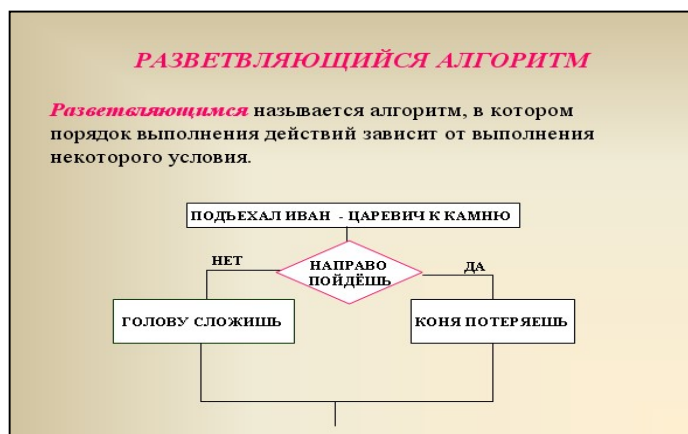 РАЗВЕТВЛЯЮЩИЙСЯ АЛГОРИТМ
Разветвляющимся называется алгоритм, в котором
порядок выполнения действий зависит от выполнения
некоторого условия.
ПОДЪЕХАЛ ИВАН - ЦАРЕВИЧ К КАМНЮ
НЕТ
НАПРАВО
ПОЙДЁШЬ
ДА
ГОЛОВУ СЛОЖИШЬ
КОНЯ ПОТЕРЯЕШЬ